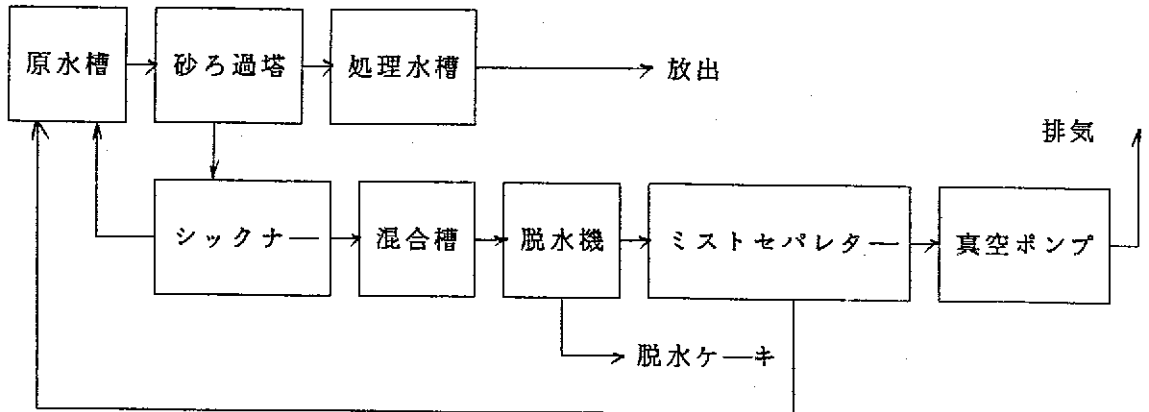 原水槽
砂ろ過塔
処理水槽
放出
排気
シックナー
混合槽
脱水機
ミストセパレター
真空ポンプ
脱水ケーキ